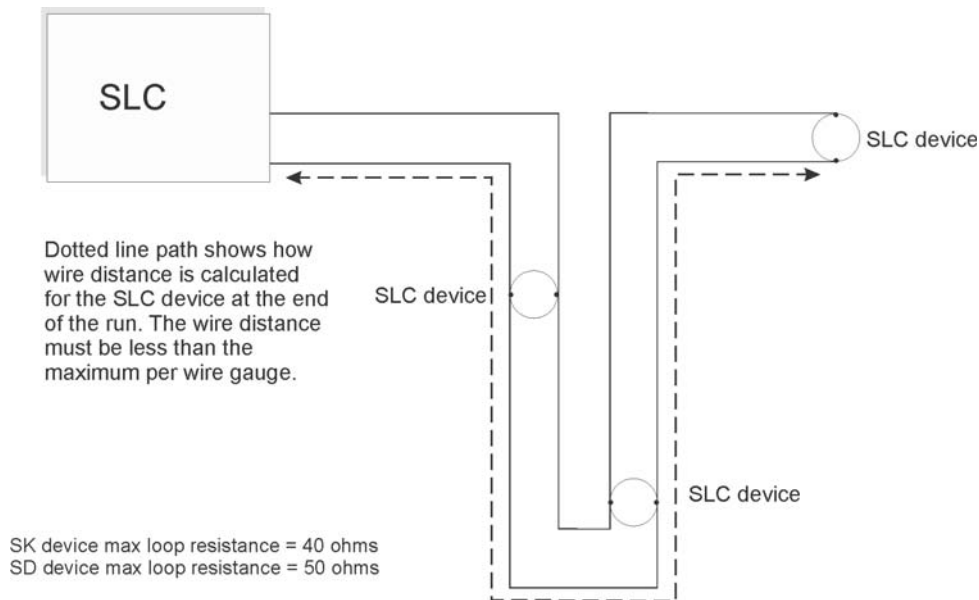 SLC
SLC device
Dotted line path shows how
wire distance is calculated
for the SLC device at the end
of the run. The wire distance
must be less than the
maximum per wire gauge.
SLC device
SLC device
SK device max loop resistance = 40 ohms
SD device max loop resistance = 50 ohms